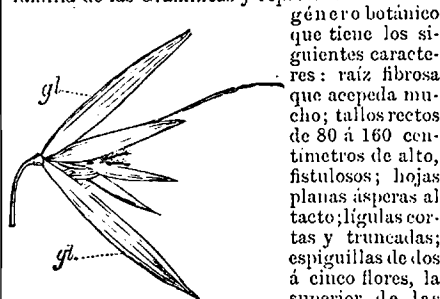 género botánico
que tiene los si-
guientes caracte-
res: raíz fibrosa
que acepeda mu-
cho; tallos rectos
de 80 á 160 cen-
tímetros de alto,
fistulosos; hojas
planas ásperas al
tacto; lígulas cor-
tas y truncadas;
espiguillas de dos
á cinco flores, la
gl.
gl.